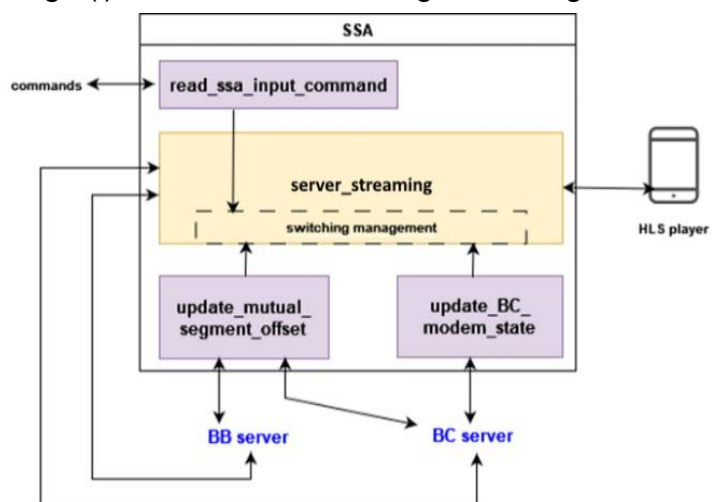 SSA
commands
read_ssa_input_command
server_streaming
switching management
HLS player
update_mutual_
segment_offset
update_BC_
modem_state
BB server
BC server